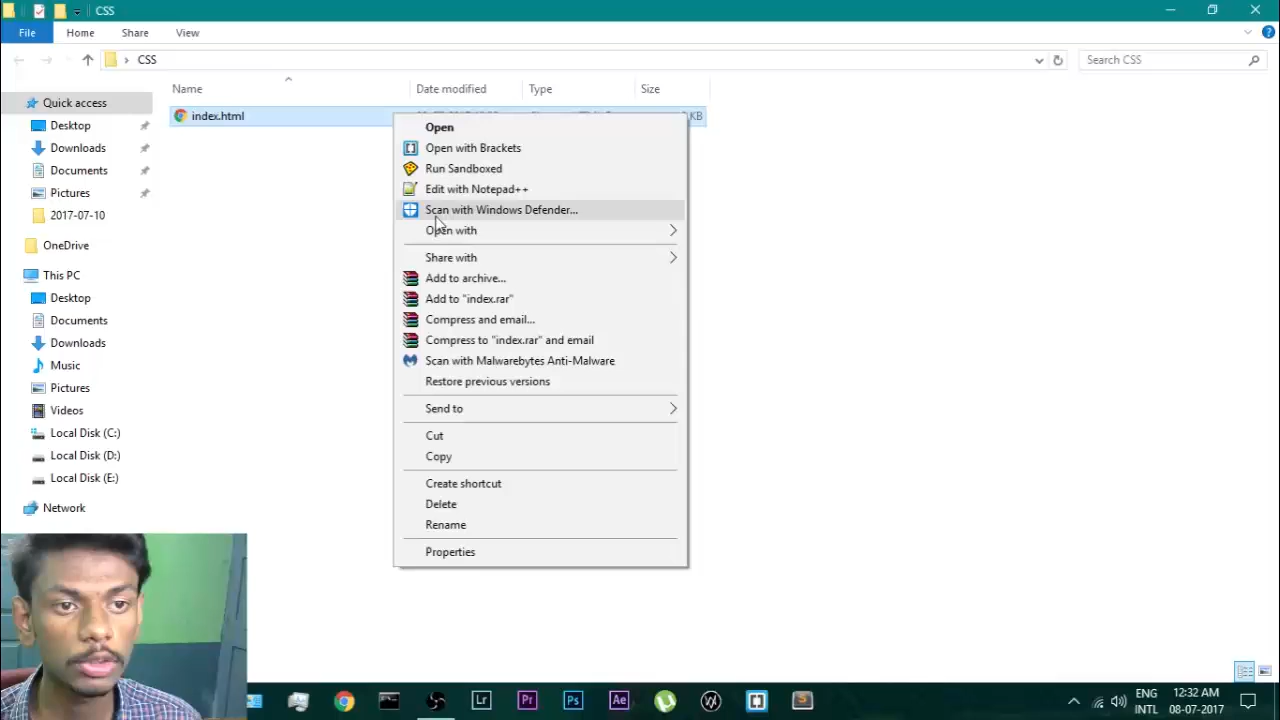 CSS
File Home Share View
CSS
Search CSS
Name Date modified Type Size
Quick access
Desktop
Downloads
Documents
Pictures
2017-07-10
OneDrive
This PC
Desktop
Documents
Downloads
Music
Pictures
Videos
Local Disk (C:)
Local Disk (D:)
Local Disk (E:)
Network
index.html
KB
Open
Open with Brackets
Run Sandboxed
Edit with Notepad++
Scan with Windows Defender...
Open with
Share with
Add to archive...
Add to "index.rar"
Compress and email...
Compress to "index.rar" and email
Scan with Malwarebytes Anti-Malware
Restore previous versions
Send to
Cut
Copy
Create shortcut
Delete
Rename
Properties
Lr Pr Ps Ae
ENG 12:32 AM
INTL 08-07-2017